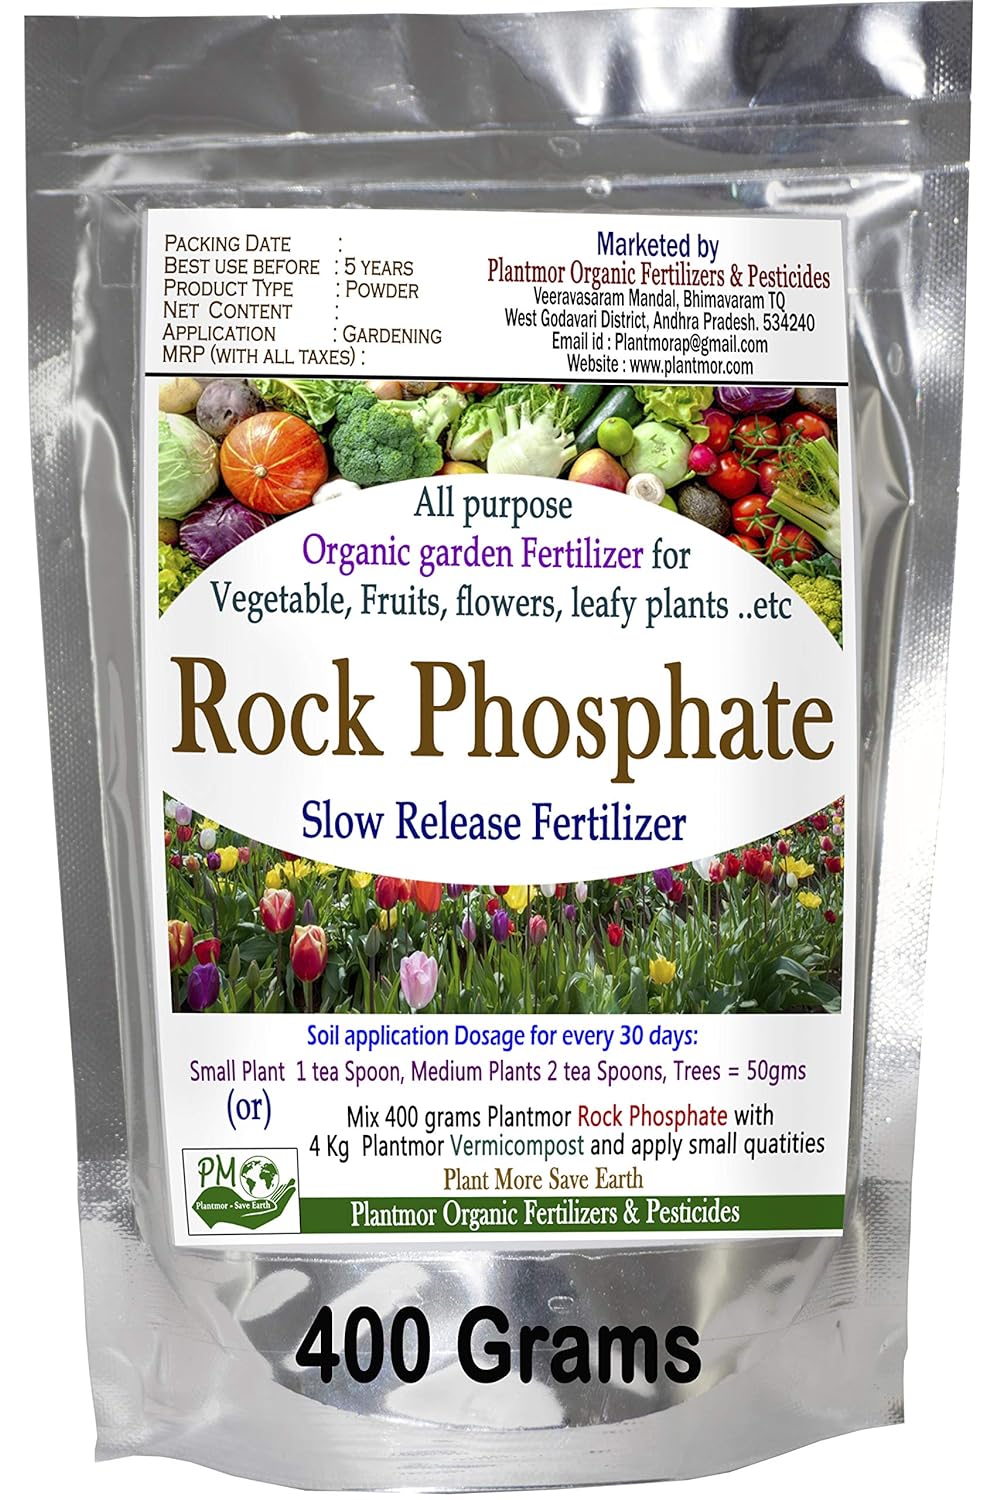 PACKING DATE :
BEST USE BEFORE : 5 YEARS
PRODUCT TYPE : POWDER
NET CONTENT :
APPLICATION : GARDENING
MRP (WITH ALL TAXES) :
Marketed by
Plantmor Organic Fertilizers & Pesticides
Veeravasaram Mandal, Bhimavaram TQ
West Godavari District, Andhra Pradesh. 534240
Email id : Plantmorap@gmail.com
Website : www.plantmor.com
All purpose
Organic garden Fertilizer for
Vegetable, Fruits, flowers, leafy plants ..etc
Rock Phosphate
Slow Release Fertilizer
Soil application Dosage for every 30 days:
Small Plant 1 tea Spoon, Medium Plants 2 tea Spoons, Trees = 50gms
(or)
Mix 400 grams Plantmor Rock Phosphate with
4 Kg Plantmor Vermicompost and apply small quatities
Plant More Save Earth
PM
Plantmor - Save Earth
Plantmor Organic Fertilizers & Pesticides
400 Grams